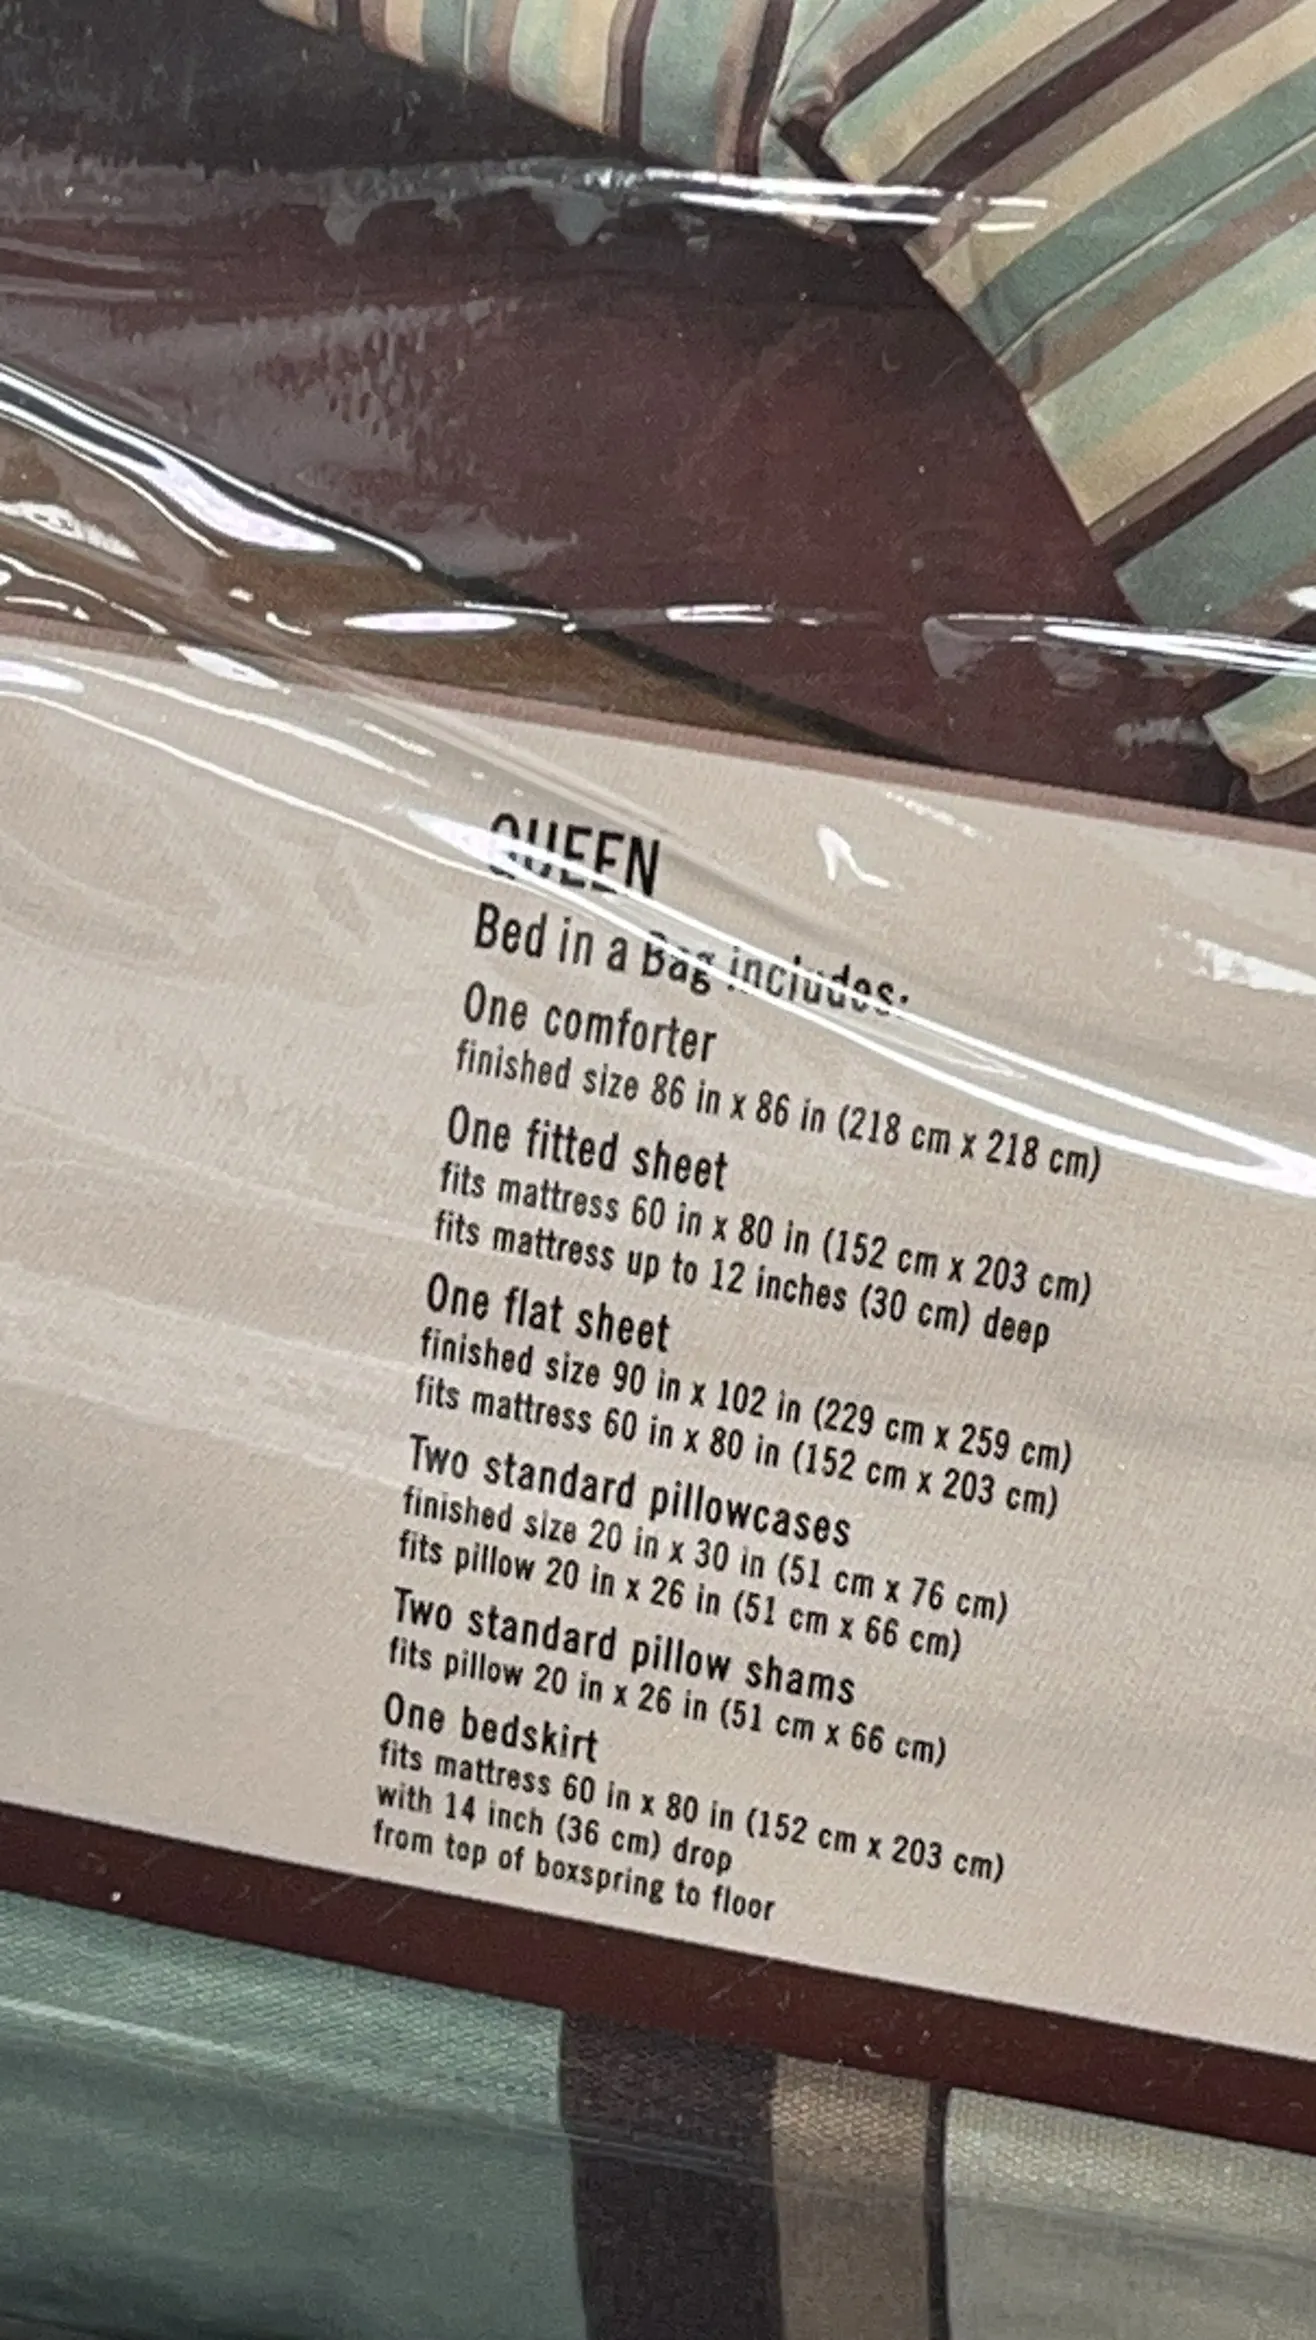 QUEEN
Bed in a Bag includes:
One comforter
finished size 86 in x 86 in (218 cm x 218 cm)
One fitted sheet
fits mattress 60 in x 80 in (152 cm x 203 cm)
fits mattress up to 12 inches (30 cm) deep
One flat sheet
finished size 90 in x 102 in (229 cm x 259 cm)
fits mattress 60 in x 80 in (152 cm x 203 cm)
Two standard pillowcases
finished size 20 in x 30 in (51 cm x 76 cm)
fits pillow 20 in x 26 in (51 cm x 66 cm)
Two standard pillow shams
fits pillow 20 in x 26 in (51 cm x 66 cm)
One bedskirt
fits mattress 60 in x 80 in (152 cm x 203 cm)
with 14 inch (36 cm) drop
from top of boxspring to floor